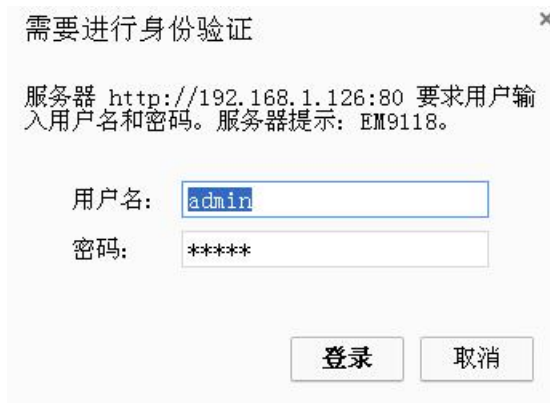 需要进行身份验证
服务器 http://192.168.1.126:80 要求用户输
入用户名和密码。服务器提示: EM9118。
用户名: admin
密码: *****
登录 取消